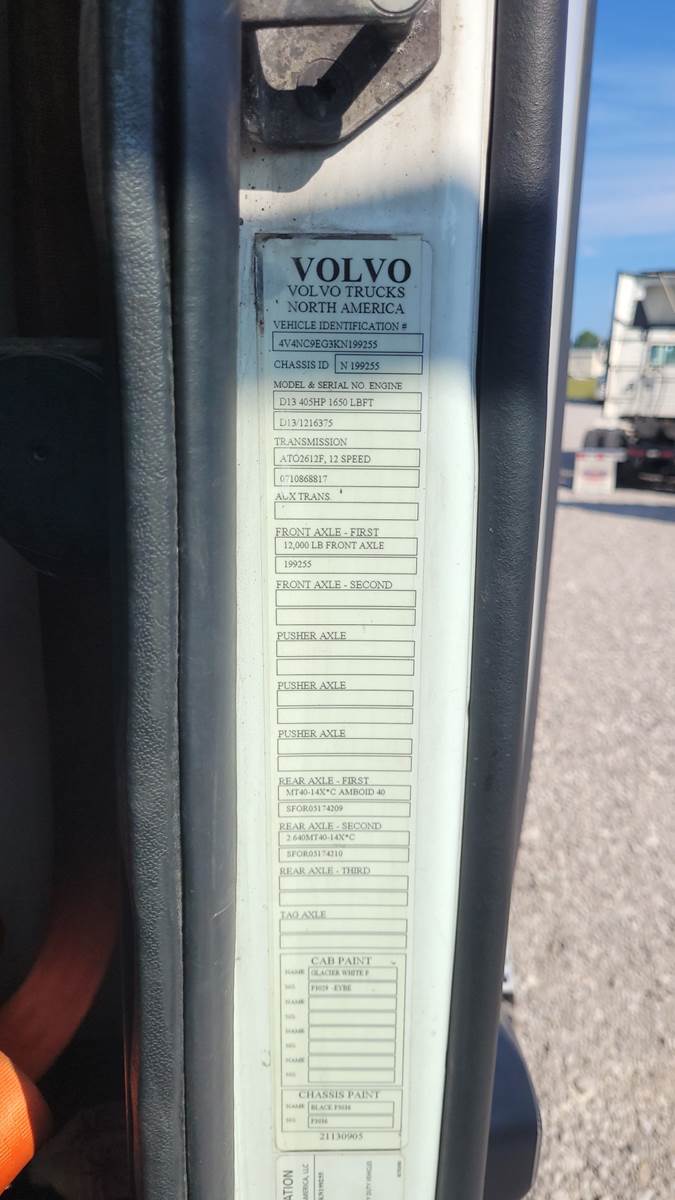 VOLVO
VOLVO TRUCKS
NORTH AMERICA
VEHICLE IDENTIFICATION #
4V4NC9EG3KN199255
CHASSIS ID N 199255
MODEL & SERIAL NO. ENGINE
D13 405HP 1650 LBFT
D13/1216375
TRANSMISSION
ATO2612F, 12 SPEED
0710868817
AUX TRANS.
FRONT AXLE - FIRST
12,000 LB FRONT AXLE
199255
FRONT AXLE - SECOND
PUSHER AXLE
PUSHER AXLE
PUSHER AXLE
REAR AXLE - FIRST
MT40-14X*C AMBOID 40
SFOR05174209
REAR AXLE - SECOND
2.640MT40-14X*C
SFOR05174210
REAR AXLE - THIRD
TAG AXLE
CAB PAINT
NAME GLACIER WHITE F
NO.
NAME
NO.
NAME
NO.
NAME
NO.
CHASSIS PAINT
NAME BLACK
NO.
21130905
AMERICA, LLC
DUTY VEHICLES